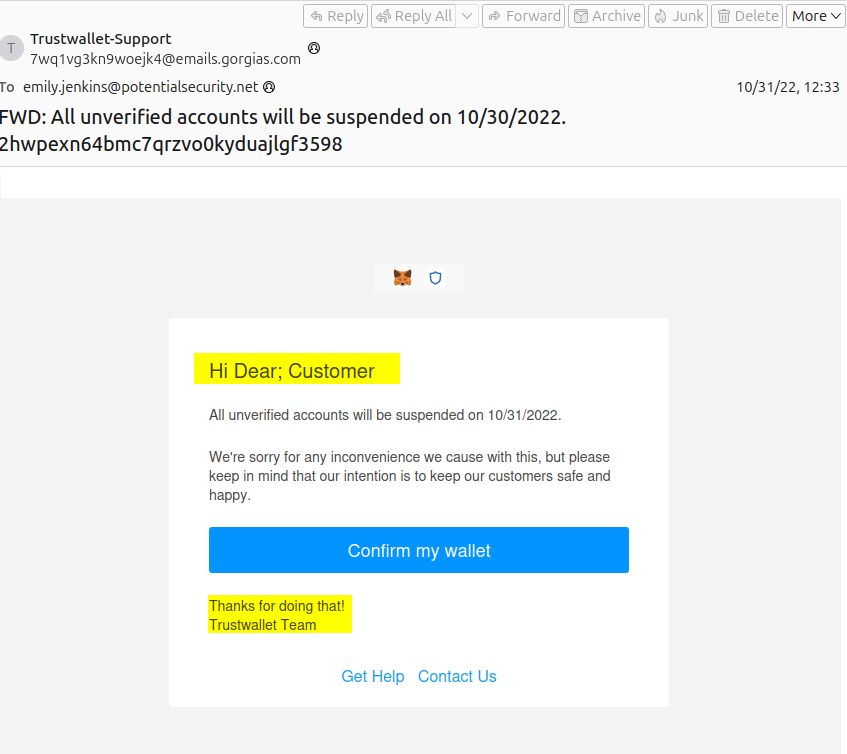 Reply Reply All Forward Archive Junk Delete More
T
Trustwallet-Support
7wq1vg3kn9woejk4@emails.gorgias.com
To emily.jenkins@potentialsecurity.net 10/31/22, 12:33
FWD: All unverified accounts will be suspended on 10/30/2022.
2hwpexn64bmc7qrzvo0kyduajlgf3598
Hi Dear; Customer
All unverified accounts will be suspended on 10/31/2022.
We're sorry for any inconvenience we cause with this, but please
keep in mind that our intention is to keep our customers safe and
happy.
Confirm my wallet
Thanks for doing that!
Trustwallet Team
Get Help Contact Us